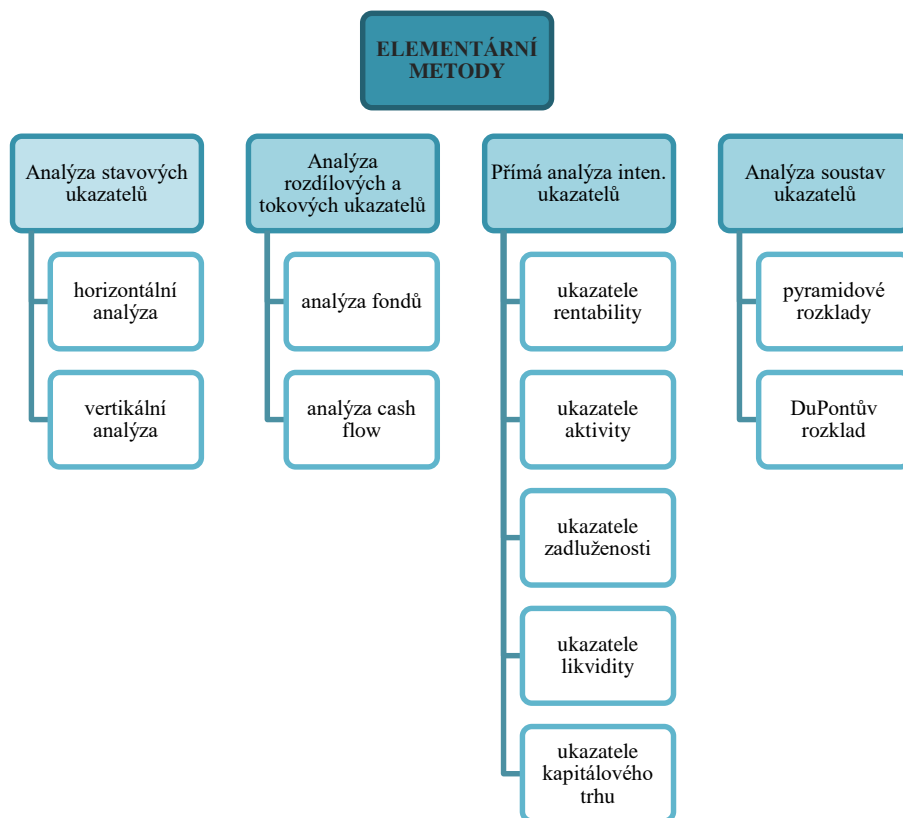 ELEMENTÁRNÍ
METODY
Analýza stavových
ukazatelů
horizontální
analýza
vertikální
analýza
Analýza
rozdílových a
tokových ukazatelů
analýza fondů
analýza cash
flow
Přímá analýza inten.
ukazatelů
ukazatele
rentability
ukazatele
aktivity
ukazatele
zadluženosti
ukazatele
likvidity
ukazatele
kapitálového
trhu
Analýza soustav
ukazatelů
pyramidové
rozklady
DuPontův
rozklad